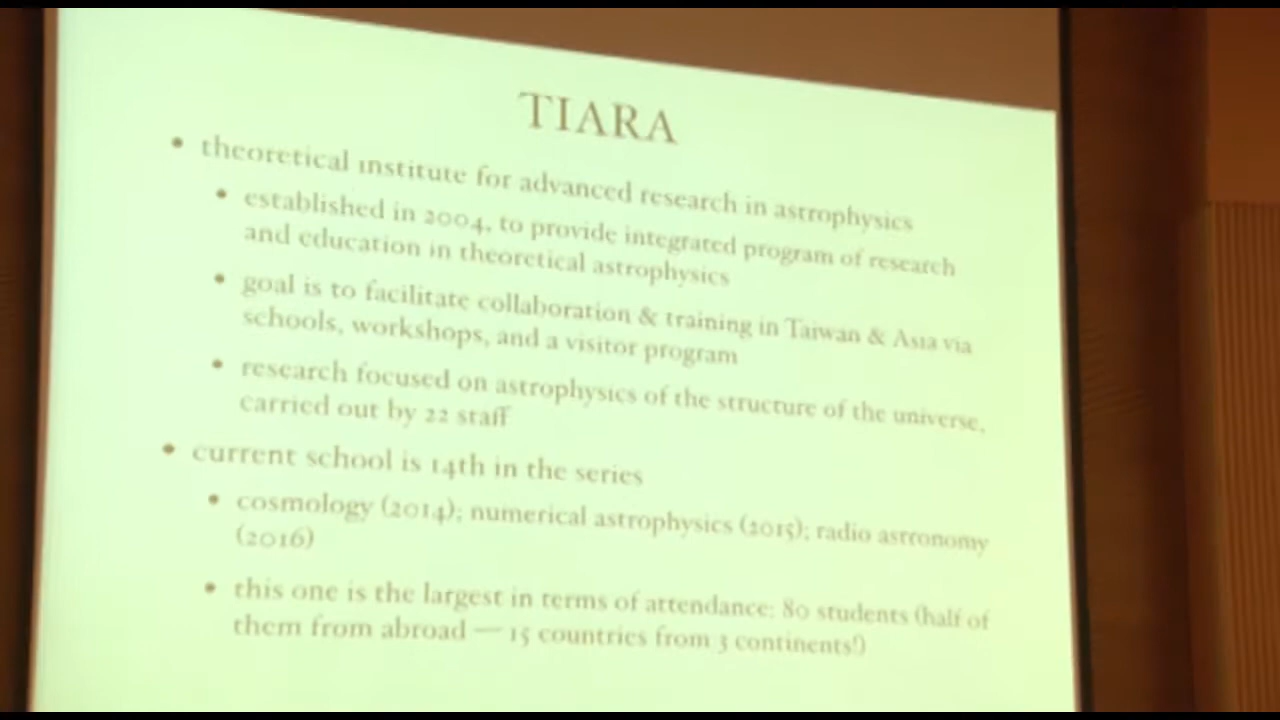 TIARA
• theoretical institute for advanced research in astrophysics
• established in 2004, to provide integrated program of research
and education in theoretical astrophysics
• goal is to facilitate collaboration & training in Taiwan & Asia via
schools, workshops, and a visitor program
• research focused on astrophysics of the structure of the universe,
carried out by 22 staff
• current school is 14th in the series
• cosmology (2014); numerical astrophysics (2015); radio astronomy
(2016)
• this one is the largest in terms of attendance: 80 students (half of
them from abroad — 15 countries from 3 continents!)